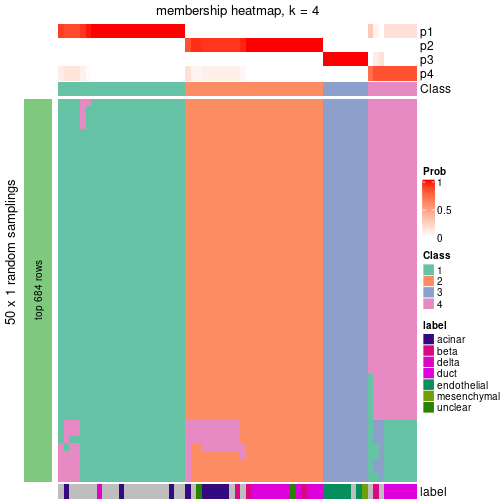 membership heatmap, k = 4
p1
p2
p3
p4
Class
50 x 1 random samplings
top 684 rows
Prob
1
0.5
0
Class
1
2
3
4
label
acinar
beta
delta
duct
endothelial
mesenchymal
unclear
label